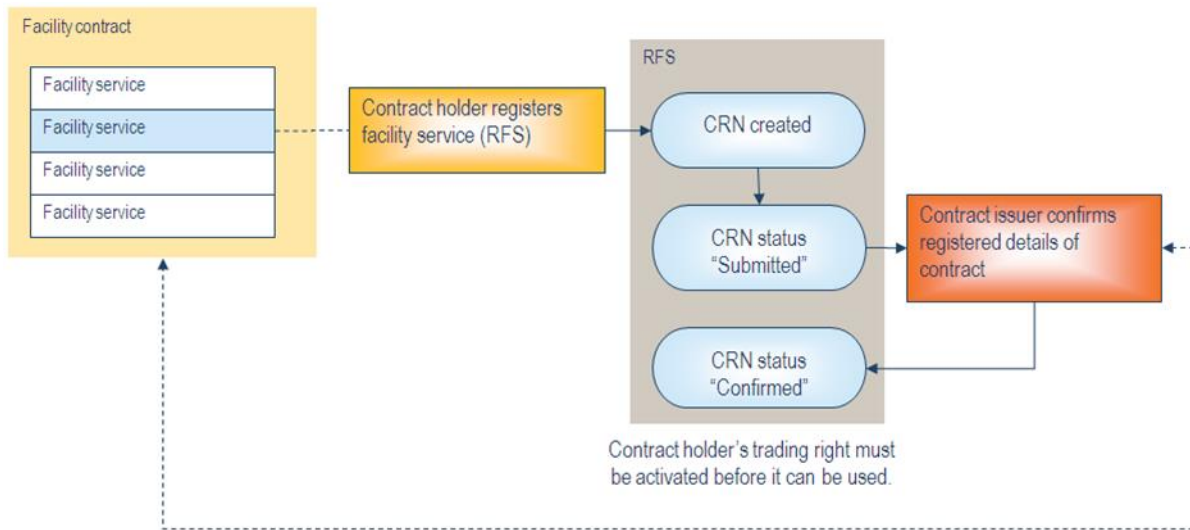 Facility contract
Facility service
Facility service
Facility service
Facility service
Contract holder registers
facility service (RFS)
RFS
CRN created
CRN status
“Submitted”
Contract issuer confirms
registered details of
contract
CRN status
“Confirmed”
Contract holder’s trading right must
be activated before it can be used.